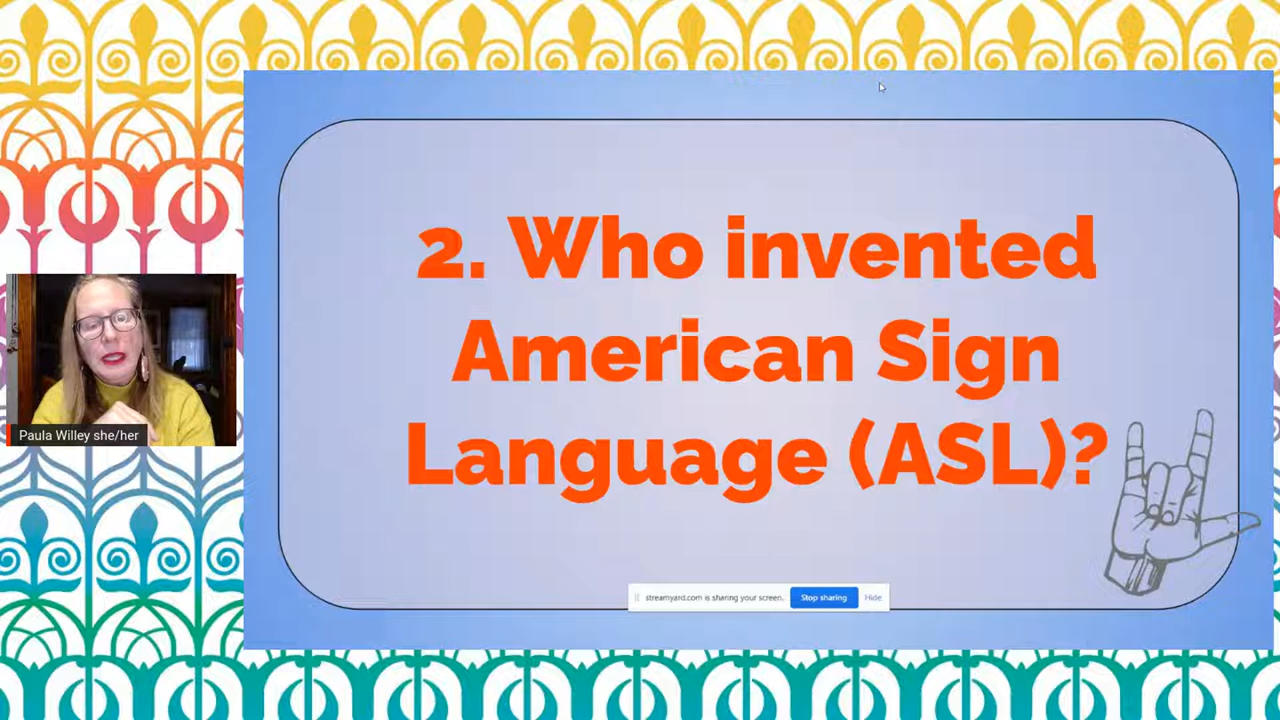 2. Who invented
American Sign
Language (ASL)?
Paula Willey she/her
streamyard.com is sharing your screen.
Stop sharing
Hide